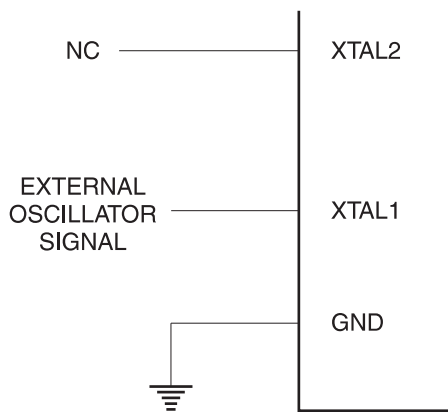 NC
XTAL2
EXTERNAL
OSCILLATOR
SIGNAL
XTAL1
GND